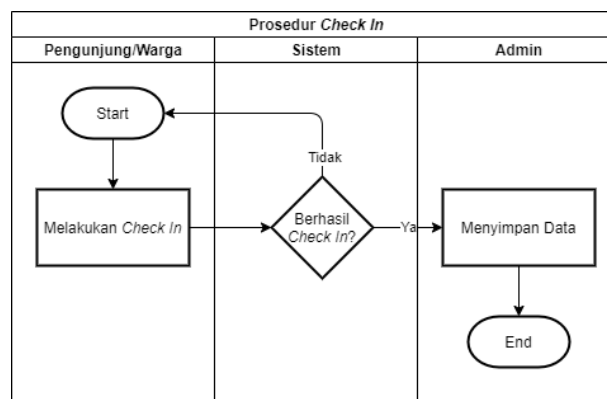 Prosedur Check In
Pengunjung/Warga
Sistem
Admin
Start
Tidak
Melakukan Check In
Berhasil
Check In?
Ya
Menyimpan Data
End